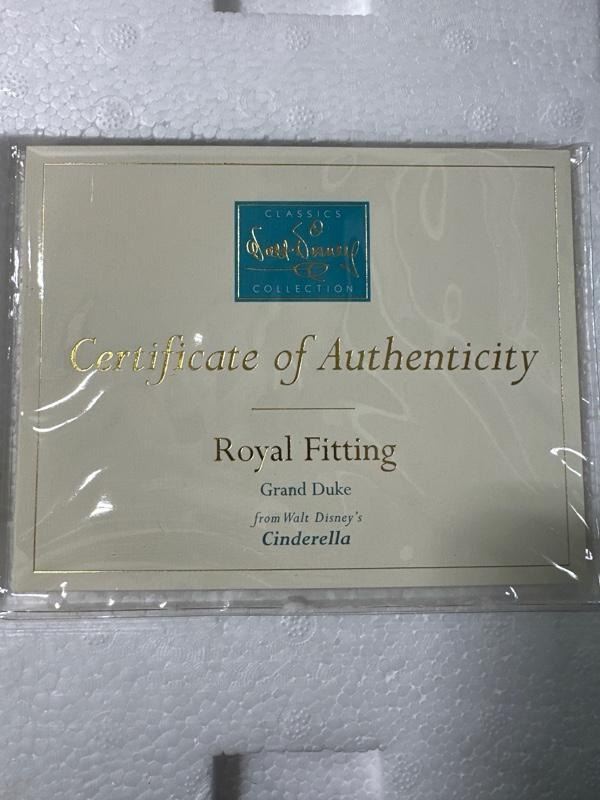 CLASSICS
Walt Disney
COLLECTION
Certificate of Authenticity
Royal Fitting
Grand Duke
from Walt Disney's
Cinderella